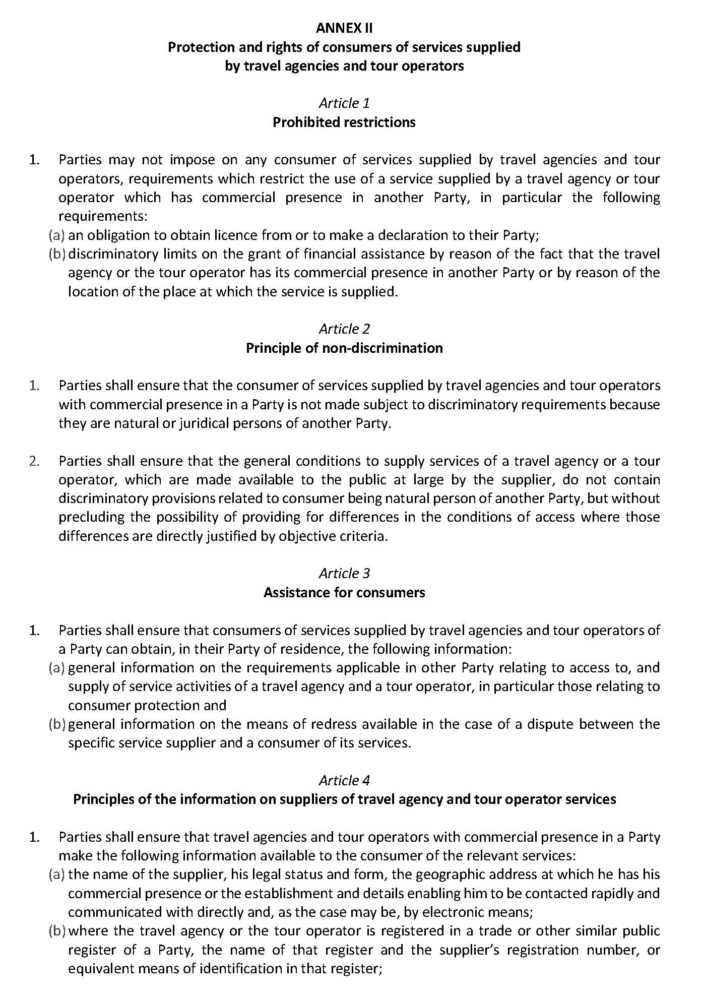 ANNEX II
Protection and rights of consumers of services supplied
by travel agencies and tour operators
Article 1
Prohibited restrictions
1. Parties may not impose on any consumer of services supplied by travel agencies and tour
operators, requirements which restrict the use of a service supplied by a travel agency or tour
operator which has commercial presence in another Party, in particular the following
requirements:
(a) an obligation to obtain licence from or to make a declaration to their Party;
(b) discriminatory limits on the grant of financial assistance by reason of the fact that the travel
agency or the tour operator has its commercial presence in another Party or by reason of the
location of the place at which the service is supplied.
Article 2
Principle of non-discrimination
1. Parties shall ensure that the consumer of services supplied by travel agencies and tour operators
with commercial presence in a Party is not made subject to discriminatory requirements because
they are natural or juridical persons of another Party.
2. Parties shall ensure that the general conditions to supply services of a travel agency or a tour
operator, which are made available to the public at large by the supplier, do not contain
discriminatory provisions related to consumer being natural person of another Party, but without
precluding the possibility of providing for differences in the conditions of access where those
differences are directly justified by objective criteria.
Article 3
Assistance for consumers
1. Parties shall ensure that consumers of services supplied by travel agencies and tour operators of
a Party can obtain, in their Party of residence, the following information:
(a) general information on the requirements applicable in other Party relating to access to, and
supply of service activities of a travel agency and a tour operator, in particular those relating to
consumer protection and
(b) general information on the means of redress available in the case of a dispute between the
specific service supplier and a consumer of its services.
Article 4
Principles of the information on suppliers of travel agency and tour operator services
1. Parties shall ensure that travel agencies and tour operators with commercial presence in a Party
make the following information available to the consumer of the relevant services:
(a) the name of the supplier, his legal status and form, the geographic address at which he has his
commercial presence or the establishment and details enabling him to be contacted rapidly and
communicated with directly and, as the case may be, by electronic means;
(b) where the travel agency or the tour operator is registered in a trade or other similar public
register of a Party, the name of that register and the supplier’s registration number, or
equivalent means of identification in that register;